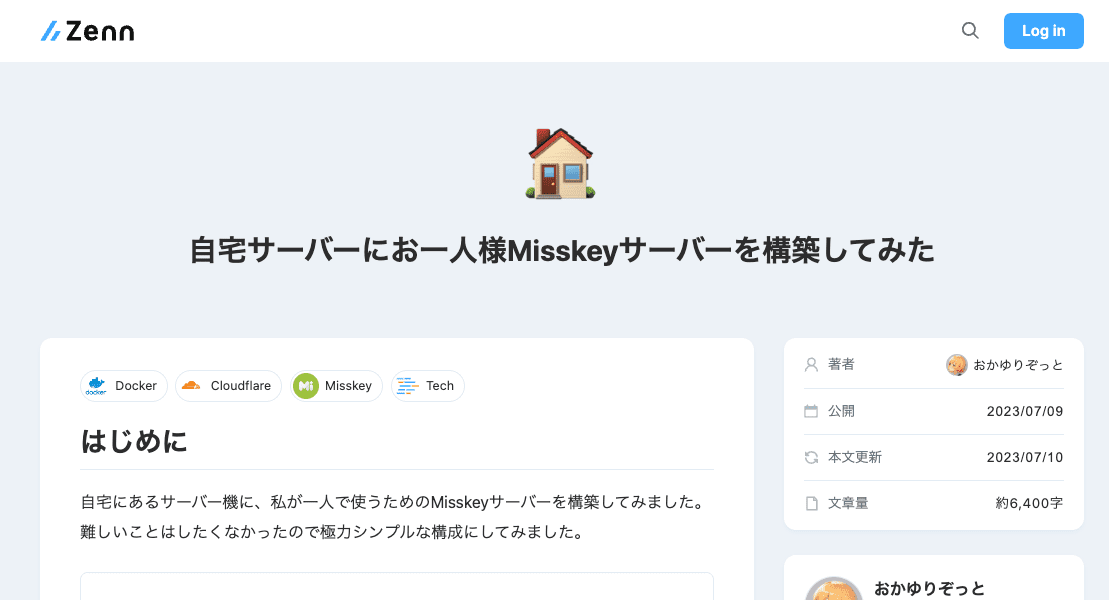 Zenn
Log in
自宅サーバーにお一人様Misskeyサーバーを構築してみた
docker Docker
Cloudflare
Mi Misskey
Tech
はじめに
自宅にあるサーバー機に、私が一人で使うためのMisskeyサーバーを構築してみました。
難しいことはしたくなかったので極力シンプルな構成にしてみました。
著者 おかゆりぞっと
公開 2023/07/09
本文更新 2023/07/10
文章量 約6,400字
おかゆりぞっと